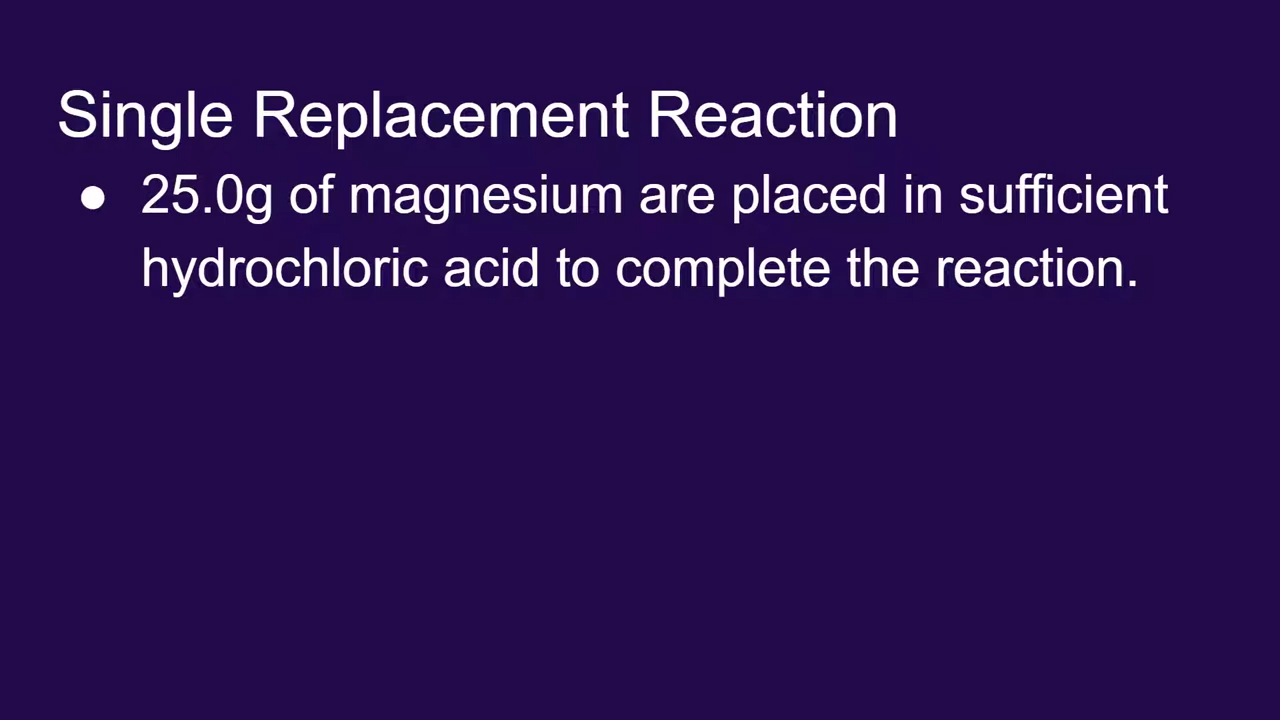 Single Replacement Reaction
● 25.0g of magnesium are placed in sufficient
hydrochloric acid to complete the reaction.